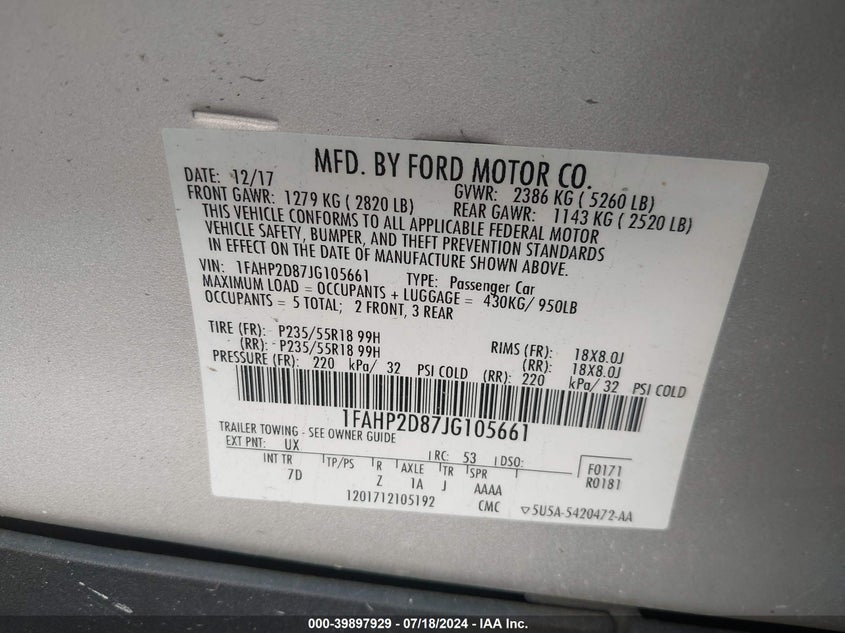 MFD. BY FORD MOTOR CO.
DATE: 12/17 GVWR: 2386 KG ( 5260 LB)
FRONT GAWR: 1279 KG ( 2820 LB) REAR GAWR: 1143 KG ( 2520 LB)
THIS VEHICLE CONFORMS TO ALL APPLICABLE FEDERAL MOTOR
VEHICLE SAFETY, BUMPER, AND THEFT PREVENTION STANDARDS
IN EFFECT ON THE DATE OF MANUFACTURE SHOWN ABOVE.
VIN: 1FAHP2D87JG105661 TYPE: Passenger Car
MAXIMUM LOAD = OCCUPANTS + LUGGAGE = 430KG/ 950LB
OCCUPANTS = 5 TOTAL; 2 FRONT, 3 REAR
TIRE (FR): P235/55R18 99H RIMS (FR): 18X8.0J
(RR): P235/55R18 99H (RR): 18X8.0J
PRESSURE (FR): 220 kPa/ 32 PSI COLD (RR): 220 kPa/ 32 PSI COLD
1FAHP2D87JG105661
TRAILER TOWING - SEE OWNER GUIDE
EXT PNT: UX RC: 53 DSO: F0171
INT TR TP/PS R AXLE TR SPR R0181
7D Z 1A J AAAA
1201712105192 CMC ▽5U5A-5420472-AA
000-39897929 / 07/18/2024 - IAA Inc.